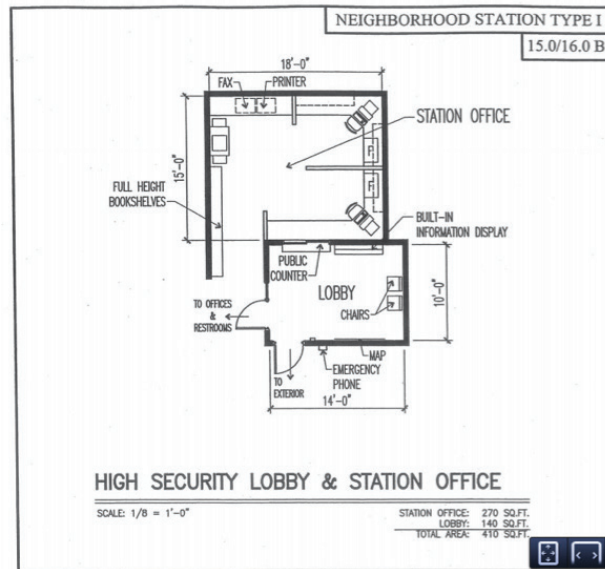 NEIGHBORHOOD STATION TYPE I
15.0/16.0 B
18'-0"
FAX
PRINTER
STATION OFFICE
15'-0"
P
F
FULL HEIGHT
BOOKSHELVES
BUILT-IN
INFORMATION DISPLAY
PUBLIC
COUNTER
LOBBY
10'-0"
CHAIRS
TO OFFICES
&
RESTROOMS
MAP
EMERGENCY
PHONE
TO
EXTERIOR
14'-0"
HIGH SECURITY LOBBY & STATION OFFICE
SCALE: 1/8 = 1'-0"
STATION OFFICE: 270 SQ.FT.
LOBBY: 140 SQ.FT.
TOTAL AREA: 410 SQ.FT.